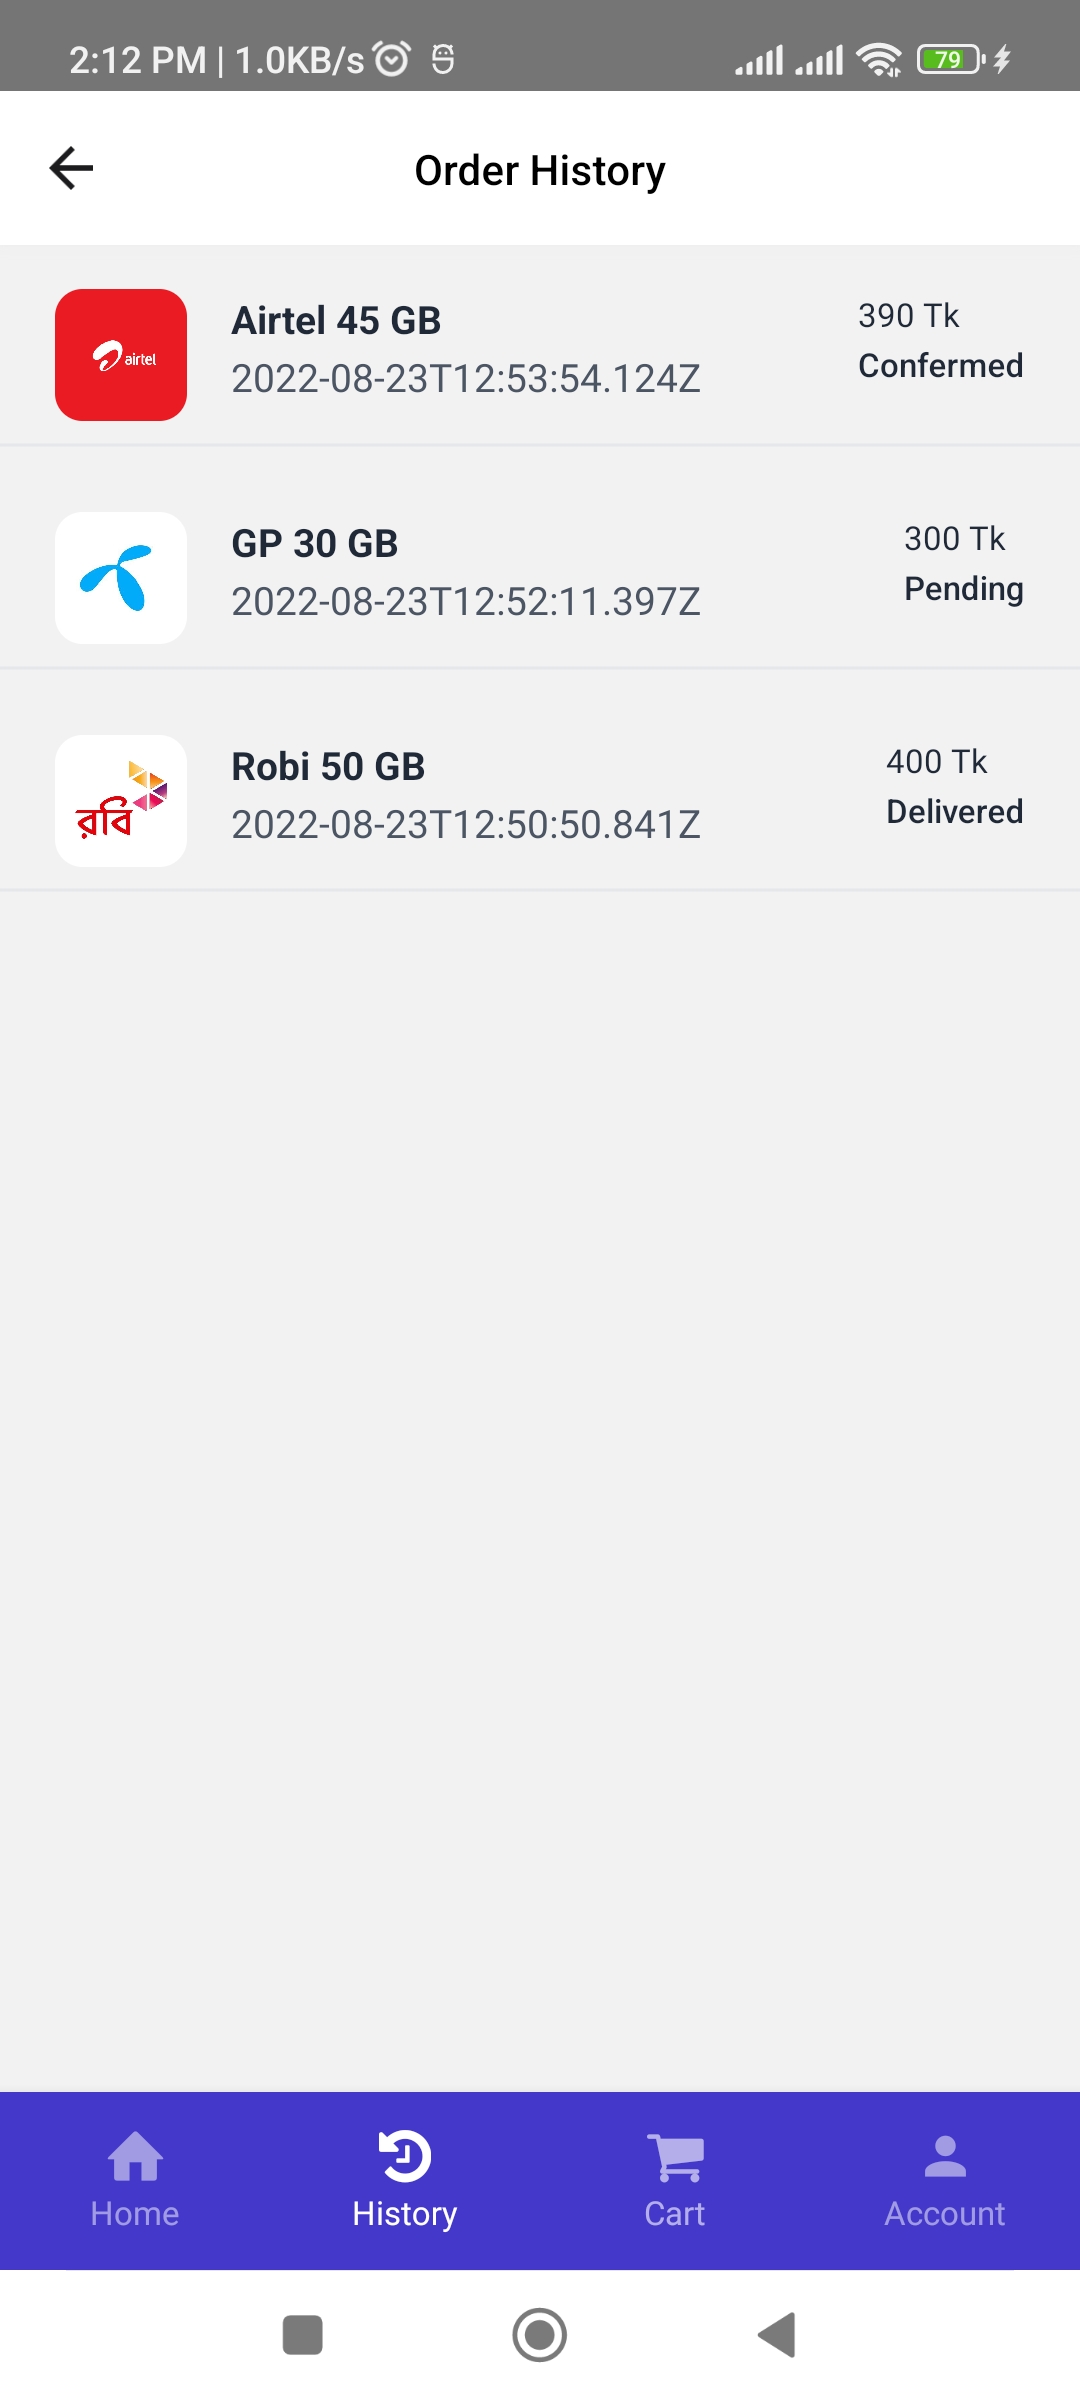 2:12 PM | 1.0KB/s
79
Order History
airtel
Airtel 45 GB
390 Tk
2022-08-23T12:53:54.124Z
Confermed
GP 30 GB
300 Tk
2022-08-23T12:52:11.397Z
Pending
রবি
Robi 50 GB
400 Tk
2022-08-23T12:50:50.841Z
Delivered
Home
History
Cart
Account